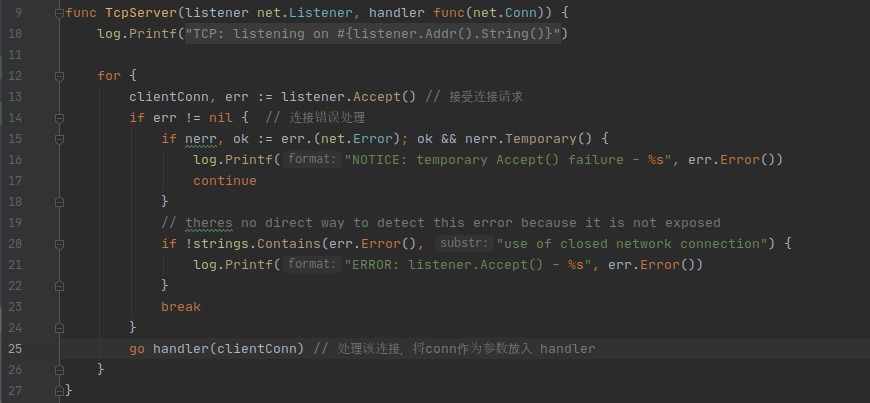 9 func TcpServer(listener net.Listener, handler func(net.Conn)) {
10 log.Printf("TCP: listening on #{listener.Addr().String()}")
11
12 for {
13 clientConn, err := listener.Accept() // 接受连接请求
14 if err != nil { // 连接错误处理
15 if nerr, ok := err.(net.Error); ok && nerr.Temporary() {
16 log.Printf( format: "NOTICE: temporary Accept() failure - %s", err.Error())
17 continue
18 }
19 // theres no direct way to detect this error because it is not exposed
20 if !strings.Contains(err.Error(), substr: "use of closed network connection") {
21 log.Printf( format: "ERROR: listener.Accept() - %s", err.Error())
22 }
23 break
24 }
25 go handler(clientConn) // 处理该连接, 将conn作为参数放入 handler
26 }
27 }